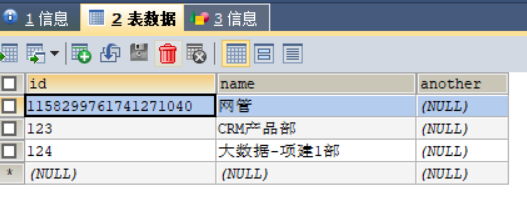 1 信息 2 表数据 3 信息
id name another
1158299761741271040 网管 (NULL)
123 CRM产品部 (NULL)
124 大数据-项建1部 (NULL)
* (NULL) (NULL) (NULL)